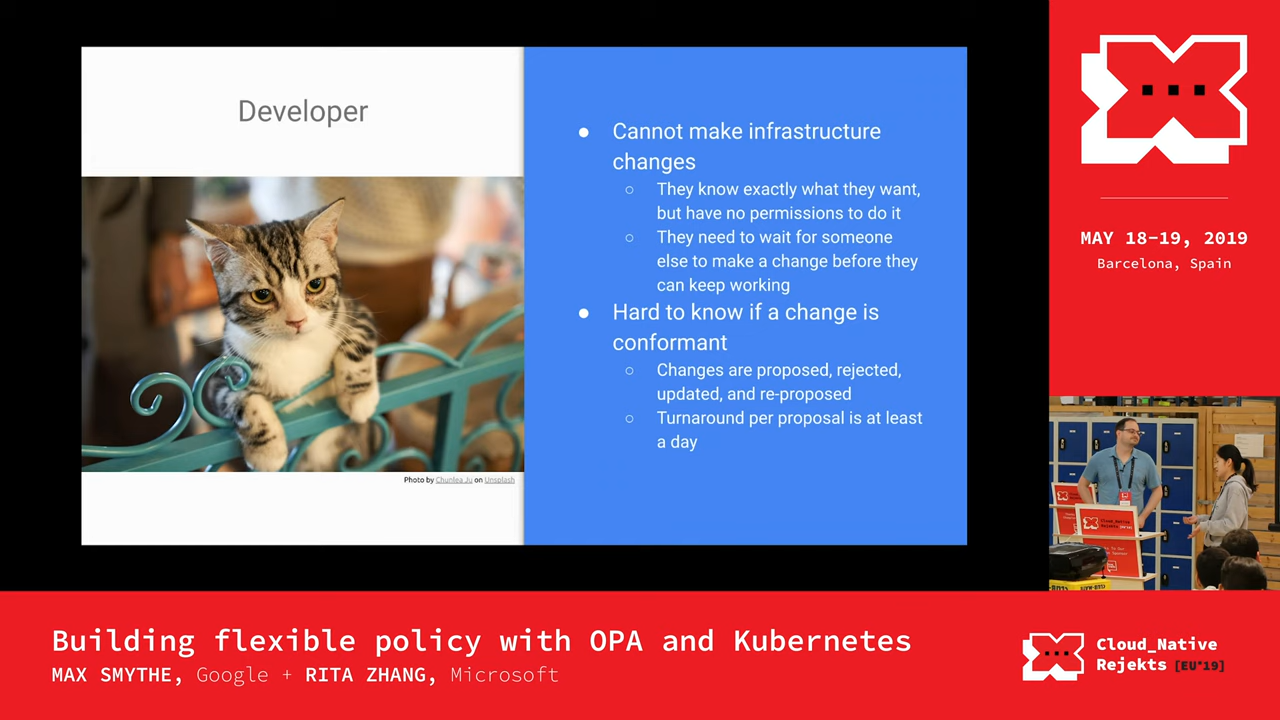 Developer
Cannot make infrastructure
changes
They know exactly what they want,
but have no permissions to do it
They need to wait for someone
else to make a change before they
can keep working
Hard to know if a change is
conformant
Changes are proposed, rejected,
updated, and re-proposed
Turnaround per proposal is at least
a day
Photo by Chunlea Ju on Unsplash
MAY 18-19, 2019
Barcelona, Spain
Cloud_Native
Rejekts
Building flexible policy with OPA and Kubernetes
MAX SMYTHE, Google + RITA ZHANG, Microsoft
Cloud_Native
Rejekts [EU*19]